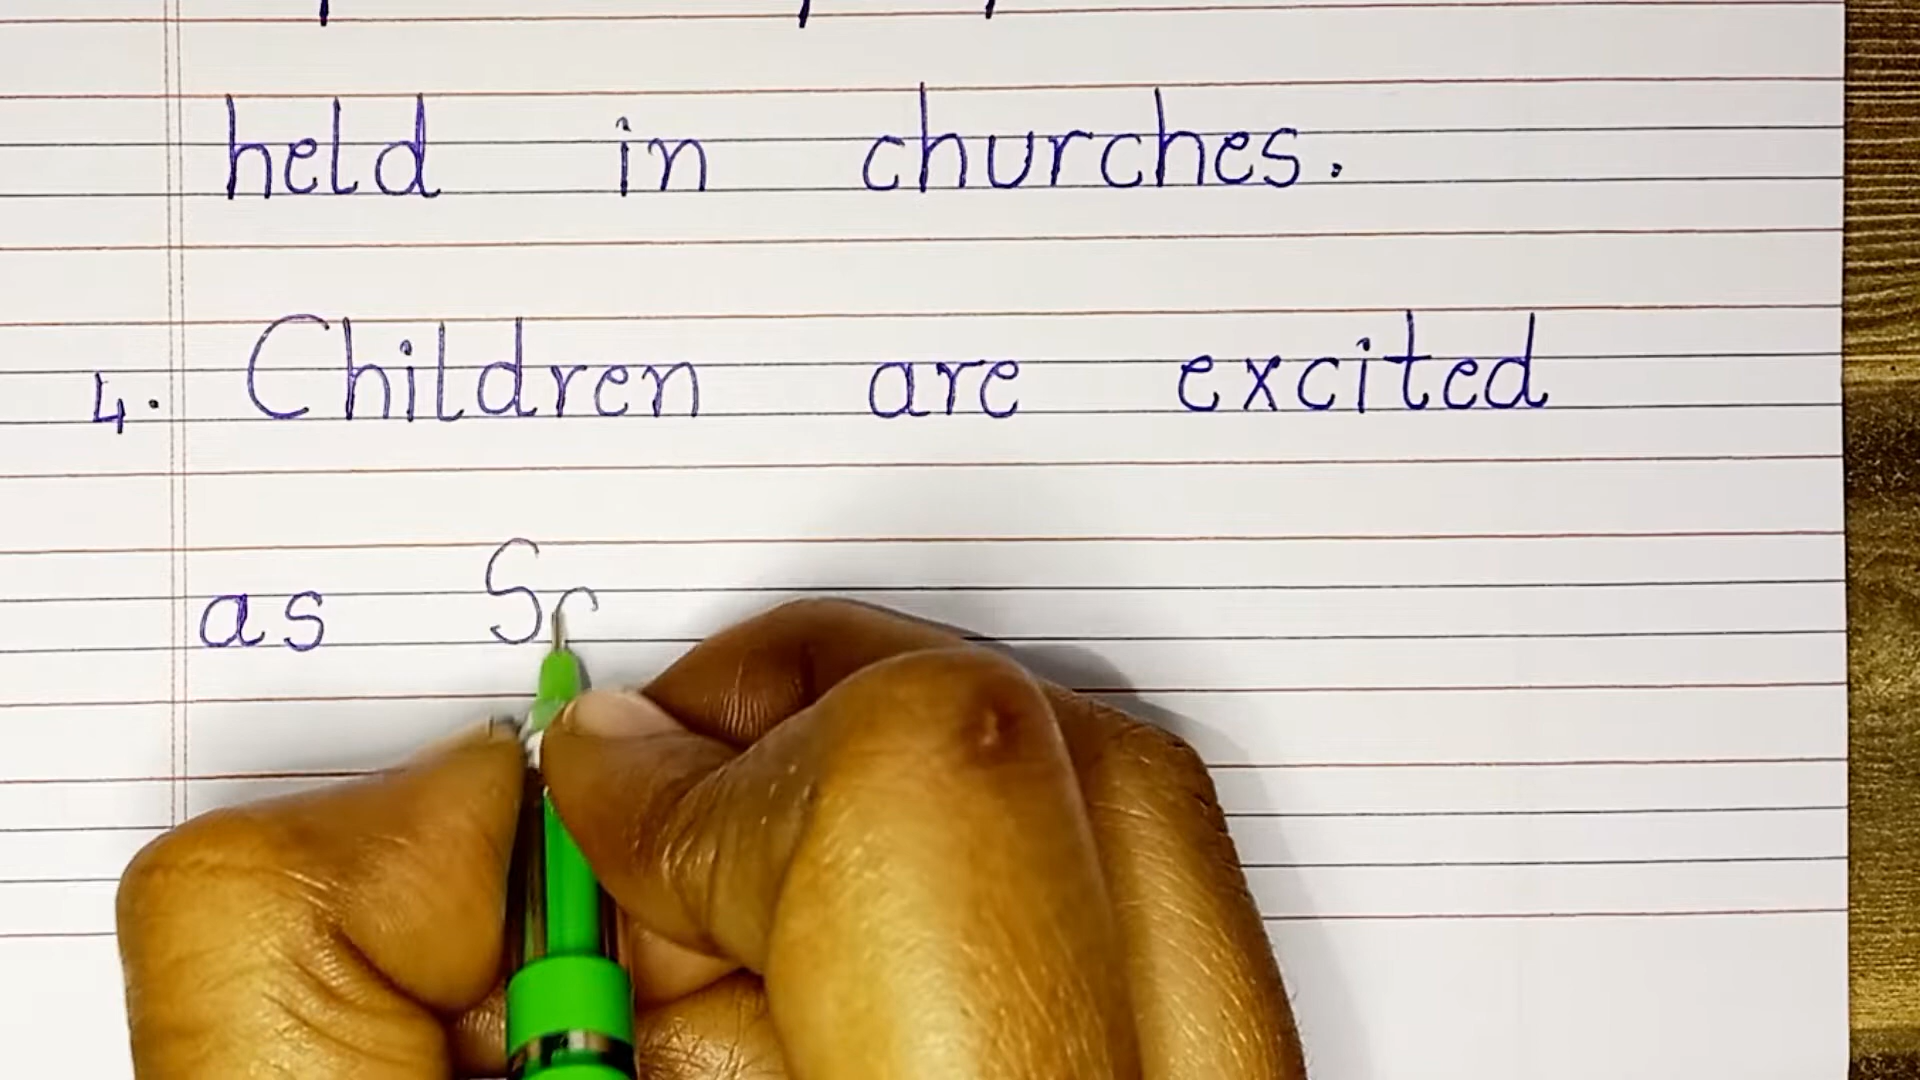 held in churches.
4. Children are excited
as